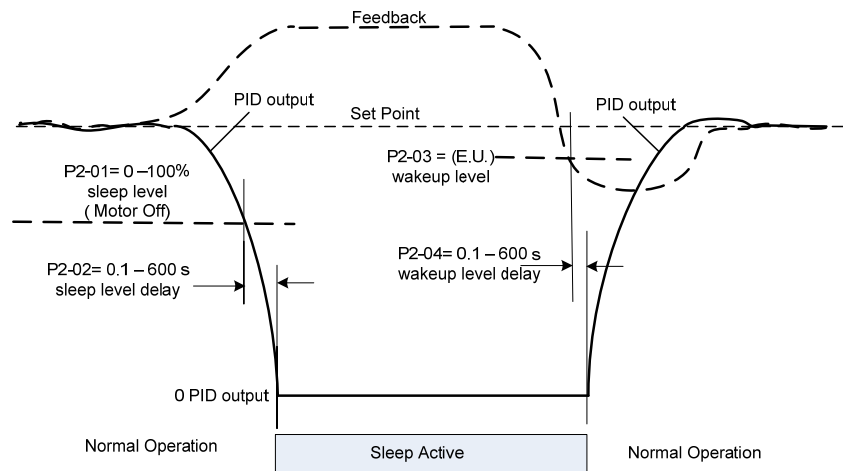 Feedback
PID output
Set Point
PID output
P2-01= 0 –100%
sleep level
( Motor Off)
P2-03 = (E.U.)
wakeup level
P2-02= 0.1 – 600 s
sleep level delay
P2-04= 0.1 – 600 s
wakeup level delay
0 PID output
Normal Operation
Sleep Active
Normal Operation